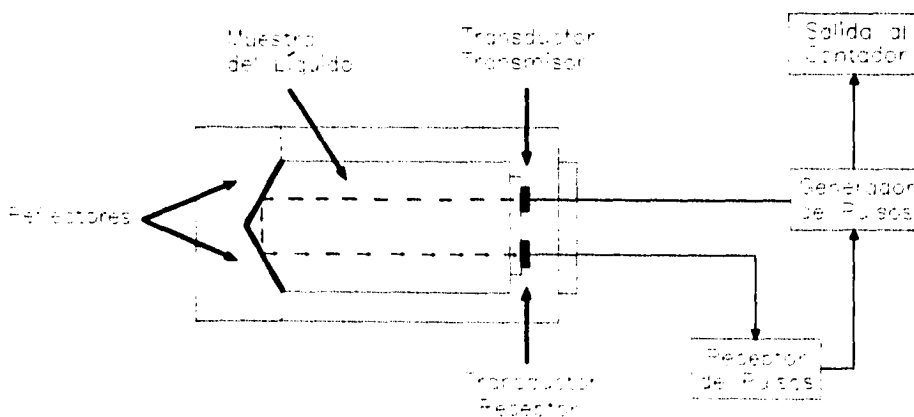 Muestra
del Líquido
Transductor
Transmisor
Salida al
Contador
Reflectores
Generador
de Pulsos
Receptor
de Pulsos
Transductor
Receptor